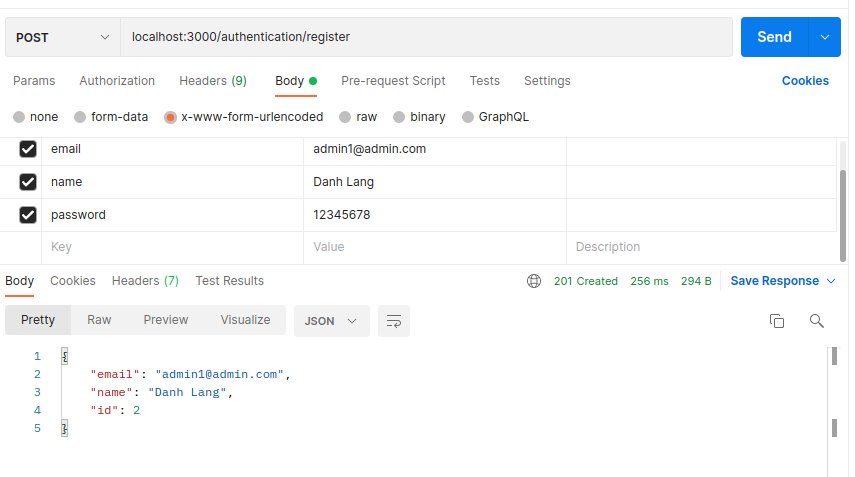 POST localhost:3000/authentication/register Send
Params Authorization Headers (9) Body Pre-request Script Tests Settings Cookies
none form-data x-www-form-urlencoded raw binary GraphQL
email admin1@admin.com
name Danh Lang
password 12345678
Key Value Description
Body Cookies Headers (7) Test Results 201 Created 256 ms 294 B Save Response
Pretty Raw Preview Visualize JSON
1 {
2 "email": "admin1@admin.com",
3 "name": "Danh Lang",
4 "id": 2
5 }